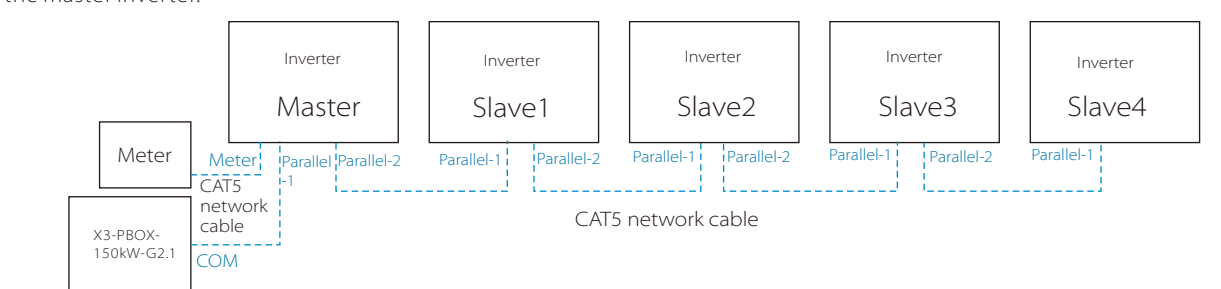 the master inverter.
Inverter
Master
Inverter
Slave1
Inverter
Slave2
Inverter
Slave3
Inverter
Slave4
Meter
Meter
Parallel
-1
Parallel-2
Parallel-1
Parallel-2
Parallel-1
Parallel-2
Parallel-1
Parallel-2
Parallel-1
CAT5
network
cable
CAT5 network cable
X3-PBOX-
150kW-G2.1
COM